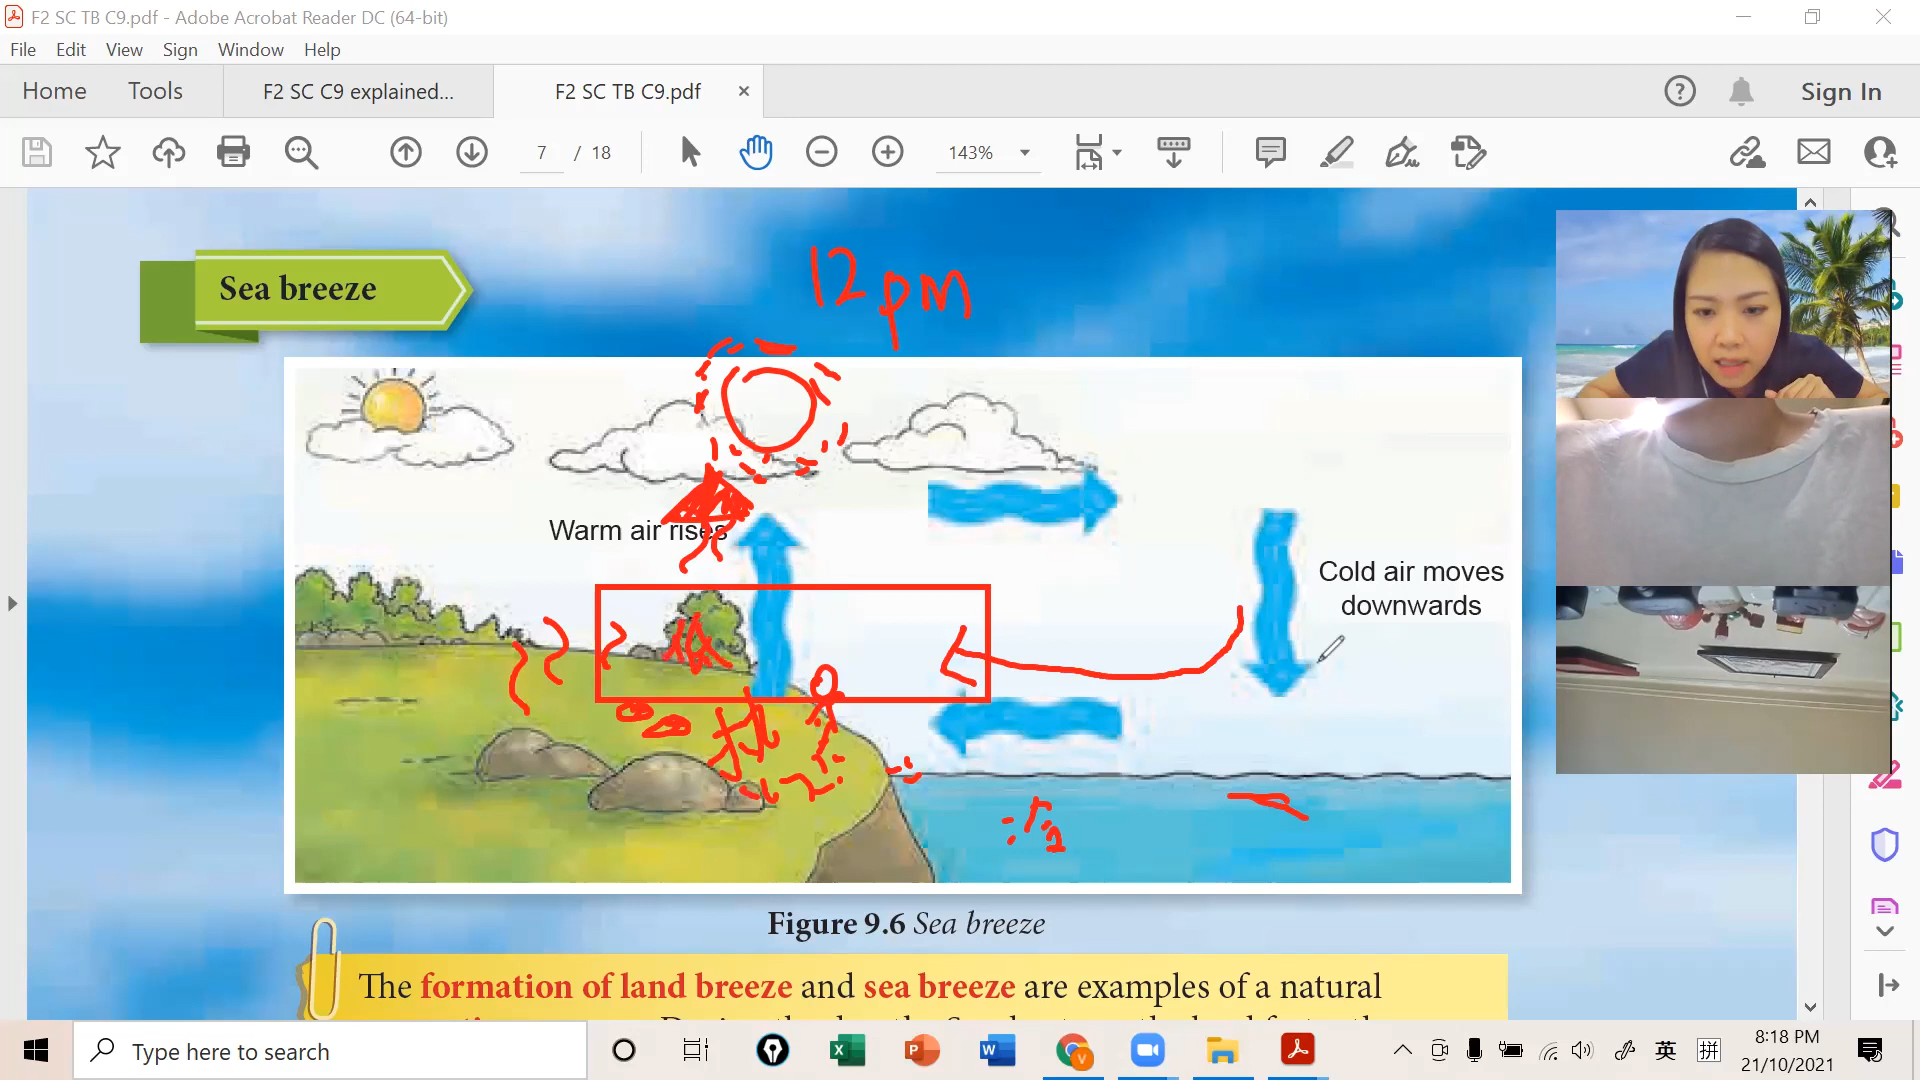 F2 SC TB C9.pdf - Adobe Acrobat Reader DC (64-bit)
File Edit View Sign Window Help
Home Tools F2 SC C9 explained... F2 SC TB C9.pdf × Sign In
7 / 18 143%
Sea breeze
12 pm
Warm air rises
Cold air moves
downwards
Figure 9.6 Sea breeze
The formation of land breeze and sea breeze are examples of a natural
Type here to search
英 拼
8:18 PM
21/10/2021